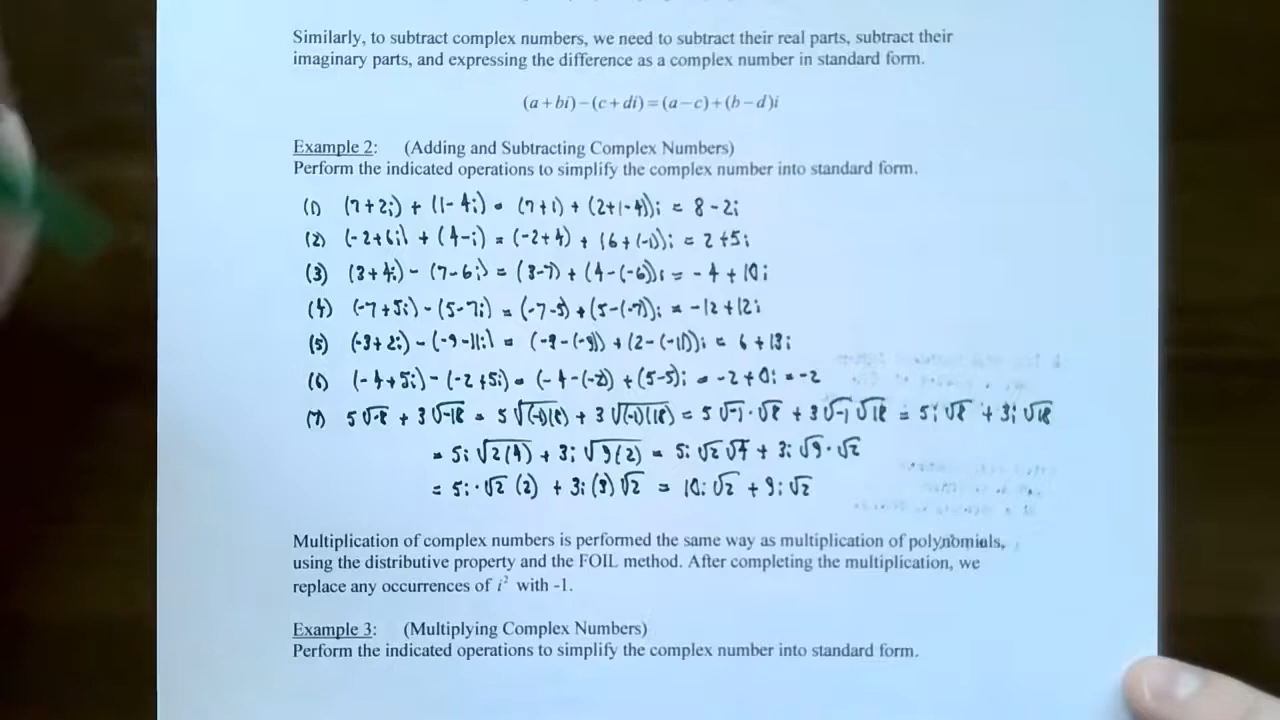 Similarly, to subtract complex numbers, we need to subtract their real parts, subtract their
imaginary parts, and expressing the difference as a complex number in standard form.
(a+bi)−(c+di)=(a−c)+(b−d)i
Example 2: (Adding and Subtracting Complex Numbers)
Perform the indicated operations to simplify the complex number into standard form.
(1) (7+2i) + (1-4i) = (7+1) + (2+(-4))i = 8-2i
(2) (-2+6i) + (4-i) = (-2+4) + (6+(-1))i = 2+5i
(3) (3+4i) - (7-6i) = (3-7) + (4-(-6))i = -4+10i
(4) (-7+5i) - (5-7i) = (-7-5) + (5-(-7))i = -12+12i
(5) (-3+2i) - (-9-11i) = (-3-(-9)) + (2-(-11))i = 6+13i
(6) (-4+5i) - (-2+5i) = (-4-(-2)) + (5-5)i = -2+0i = -2
(7) 5√-8 + 3√-18 = 5√(-1)(8) + 3√(-1)(18) = 5√-1·√8 + 3√-1√18 = 5i√8 + 3i√18
= 5i√2(4) + 3i√9(2) = 5i√2√4 + 3i√9·√2
= 5i·√2(2) + 3i(3)√2 = 10i√2 + 9i√2
Multiplication of complex numbers is performed the same way as multiplication of polynomials,
using the distributive property and the FOIL method. After completing the multiplication, we
replace any occurrences of i² with -1.
Example 3: (Multiplying Complex Numbers)
Perform the indicated operations to simplify the complex number into standard form.